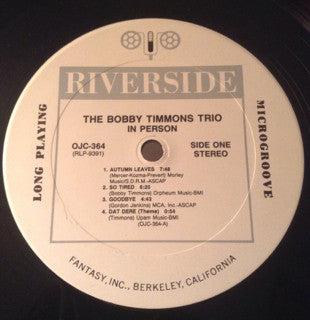 RIVERSIDE
LONG PLAYING
MICROGROOVE
THE BOBBY TIMMONS TRIO
IN PERSON
OJC-364
(RLP-9391)
SIDE ONE
STEREO
1. AUTUMN LEAVES 7:48
(Mercer-Kozma-Prevert) Morley
Music/S.D.R.M.-ASCAP
2. SO TIRED 6:25
(Bobby Timmons) Orpheum Music-BMI
3. GOODBYE 4:43
(Gordon Jenkins) MCA, Inc.-ASCAP
4. DAT DERE (Theme) 0:54
(Timmons) Upam Music-BMI
(OJC-364-A)
FANTASY, INC., BERKELEY, CALIFORNIA